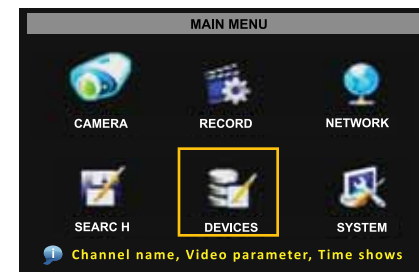 MAIN MENU
CAMERA RECORD NETWORK
SEARC H DEVICES SYSTEM
Channel name, Video parameter, Time shows